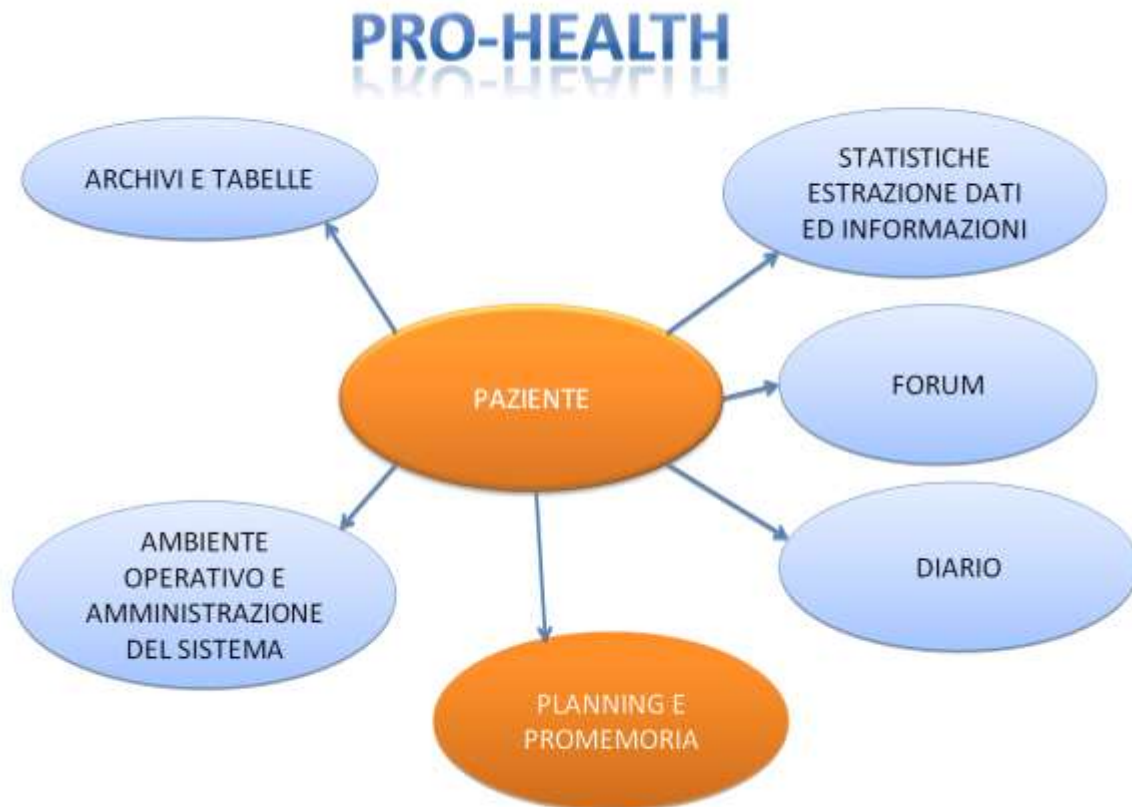 PRO-HEALTH
ARCHIVI E TABELLE
STATISTICHE
ESTRAZIONE DATI
ED INFORMAZIONI
PAZIENTE
FORUM
AMBIENTE
OPERATIVO E
AMMINISTRAZIONE
DEL SISTEMA
DIARIO
PLANNING E
PROMEMORIA